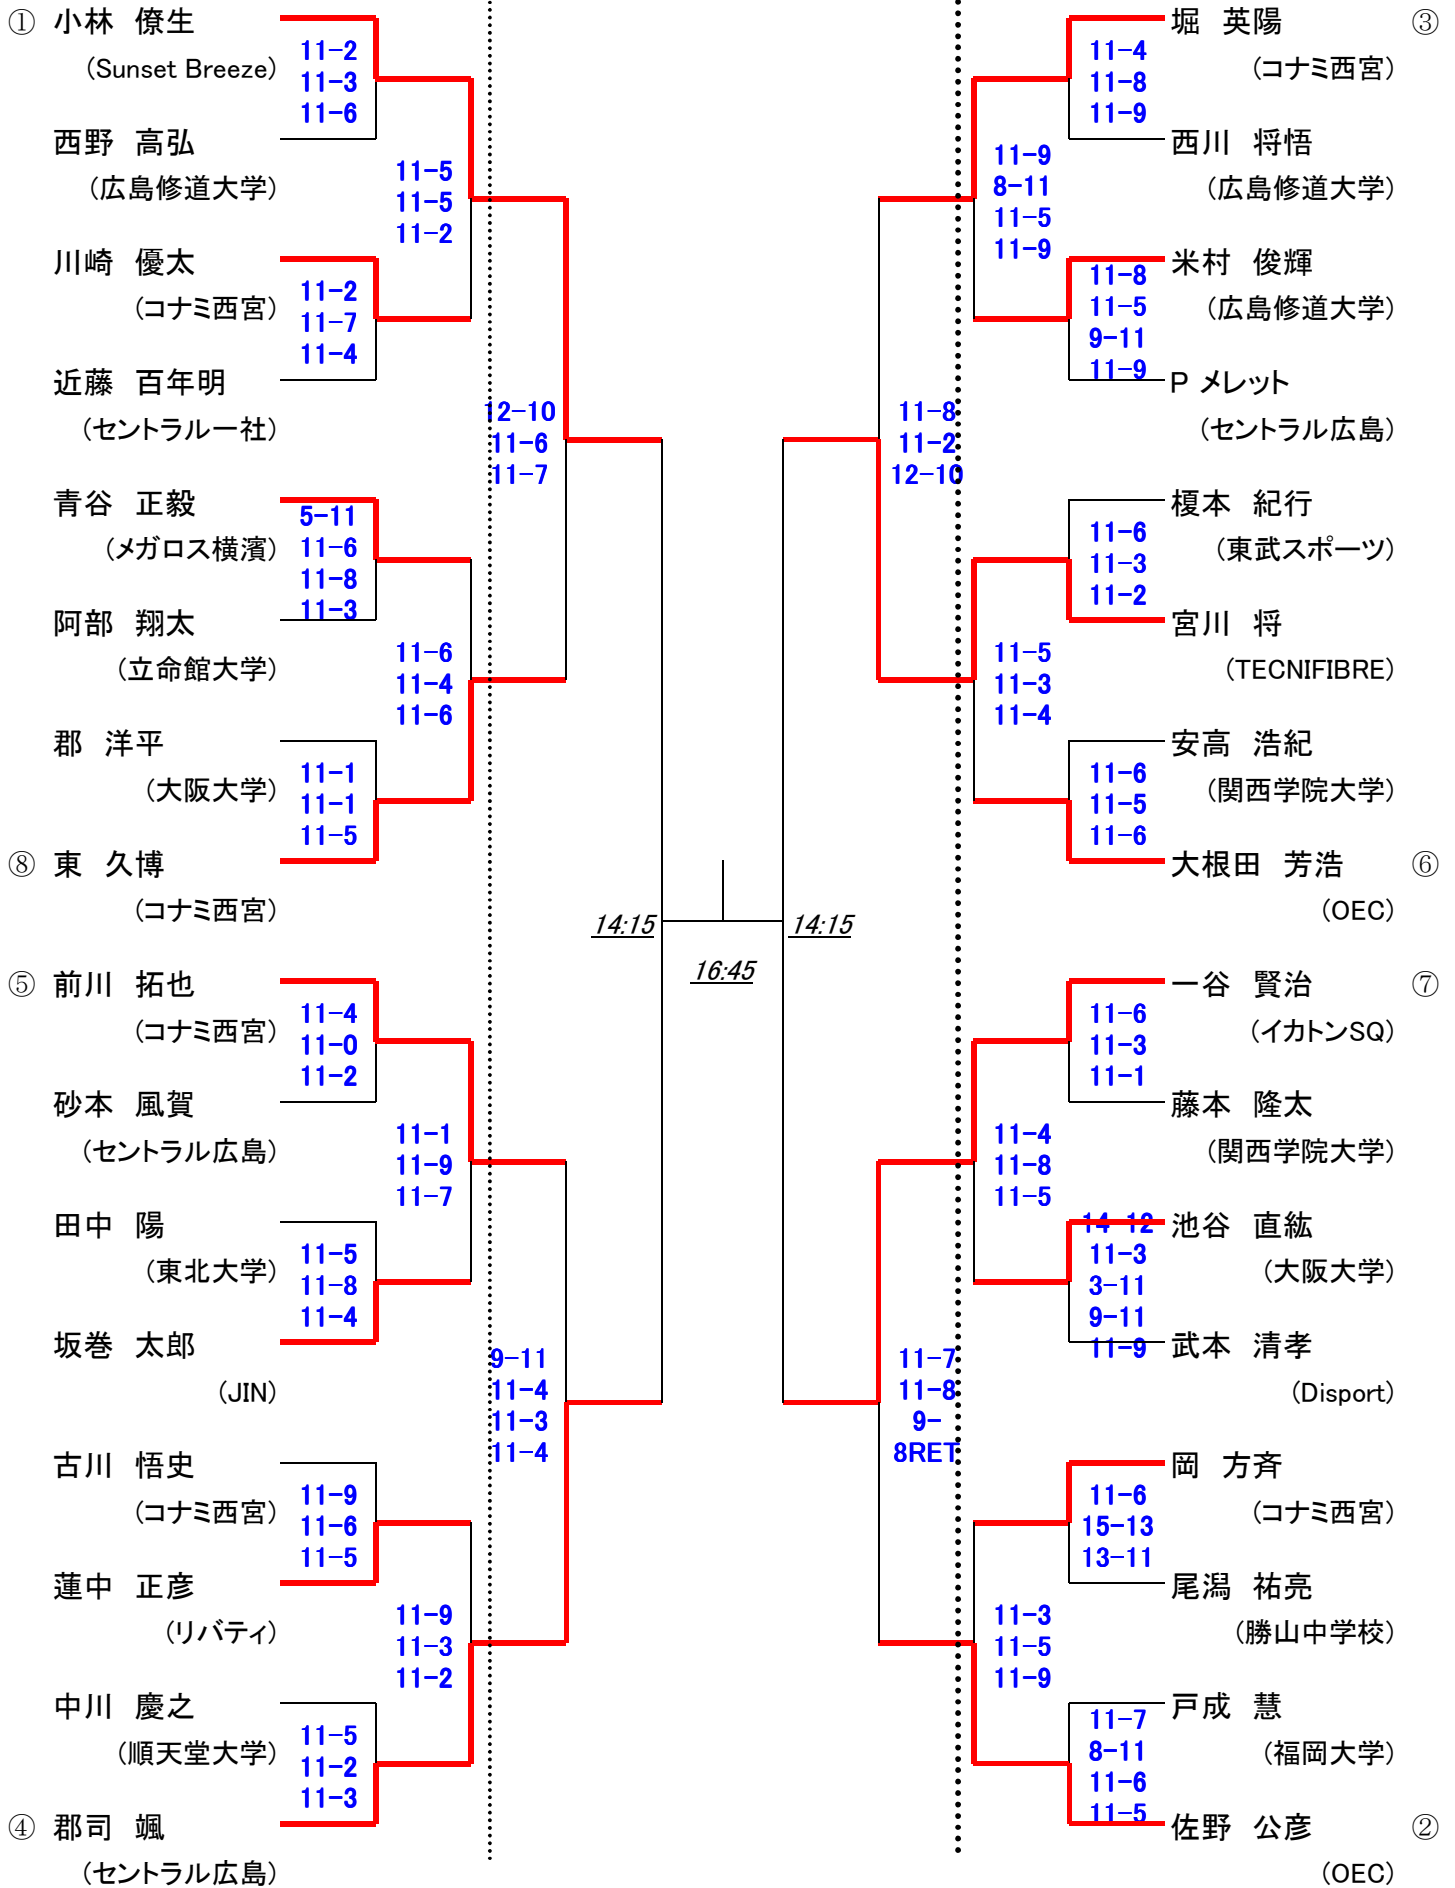 ① 小林 僚生
(Sunset Breeze)
11-2
11-3
11-6
西野 高弘
(広島修道大学)
11-5
11-5
11-2
川崎 優太
(コナミ西宮)
11-2
11-7
11-4
近藤 百年明
(セントラル一社)
12-10
11-6
11-7
青谷 正毅
(メガロス横濱)
5-11
11-6
11-8
11-3
阿部 翔太
(立命館大学)
11-6
11-4
11-6
郡 洋平
(大阪大学)
11-1
11-1
11-5
⑧ 東 久博
(コナミ西宮)
14:15
⑤ 前川 拓也
(コナミ西宮)
11-4
11-0
11-2
砂本 風賀
(セントラル広島)
11-1
11-9
11-7
田中 陽
(東北大学)
11-5
11-8
11-4
坂巻 太郎
(JIN)
9-11
11-4
11-3
11-4
古川 悟史
(コナミ西宮)
11-9
11-6
11-5
蓮中 正彦
(リバティ)
11-9
11-3
11-2
中川 慶之
(順天堂大学)
11-5
11-2
11-3
④ 郡司 颯
(セントラル広島)
16:45
堀 英陽 ③
(コナミ西宮)
11-4
11-8
11-9
西川 将悟
(広島修道大学)
11-9
8-11
11-5
11-9
米村 俊輝
(広島修道大学)
11-8
11-5
9-11
11-9
P メレット
(セントラル広島)
11-8
11-2
12-10
榎本 紀行
(東武スポーツ)
11-6
11-3
11-2
宮川 将
(TECNIFIBRE)
11-5
11-3
11-4
安高 浩紀
(関西学院大学)
11-6
11-5
11-6
大根田 芳浩 ⑥
(OEC)
14:15
一谷 賢治 ⑦
(イカトンSQ)
11-6
11-3
11-1
藤本 隆太
(関西学院大学)
11-4
11-8
11-5
池谷 直紘
(大阪大学)
14-12
11-3
3-11
9-11
11-9
武本 清孝
(Disport)
11-7
11-8
9-
8RET
岡 方斉
(コナミ西宮)
11-6
15-13
13-11
尾潟 祐亮
(勝山中学校)
11-3
11-5
11-9
戸成 慧
(福岡大学)
11-7
8-11
11-6
11-5
佐野 公彦 ②
(OEC)